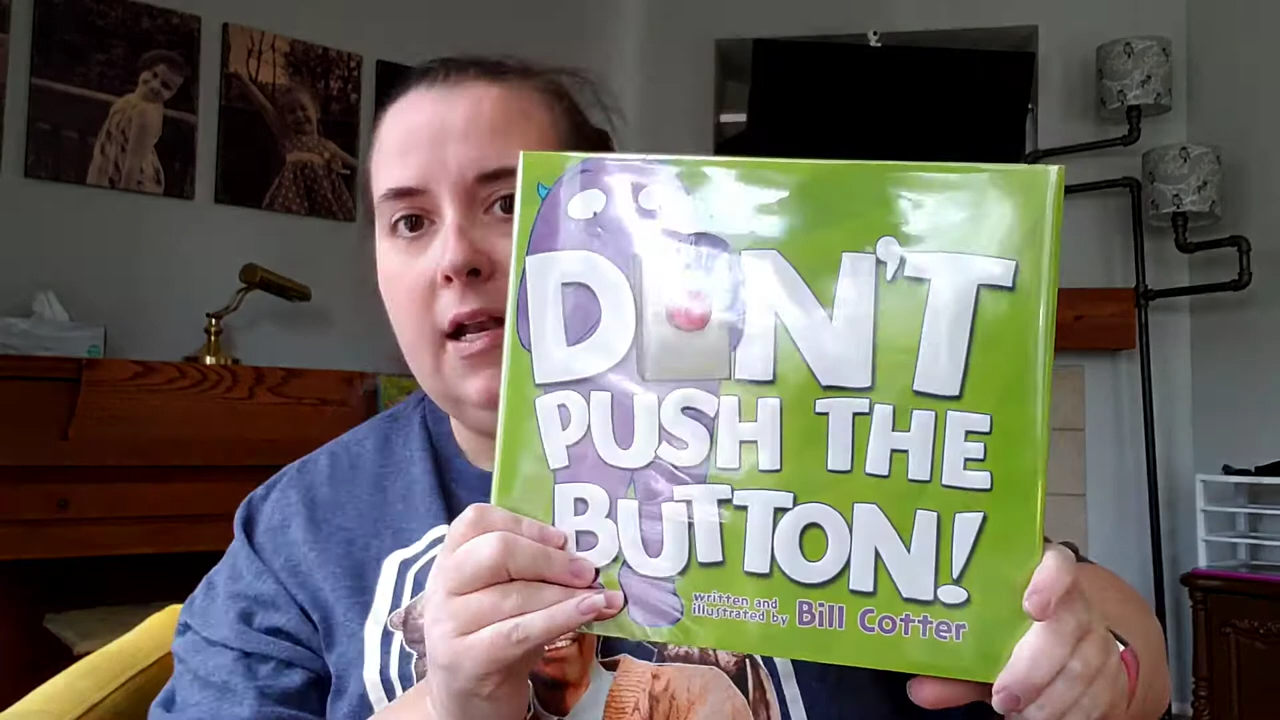 DON'T
PUSH THE
BUTTON!
written and
illustrated by Bill Cotter